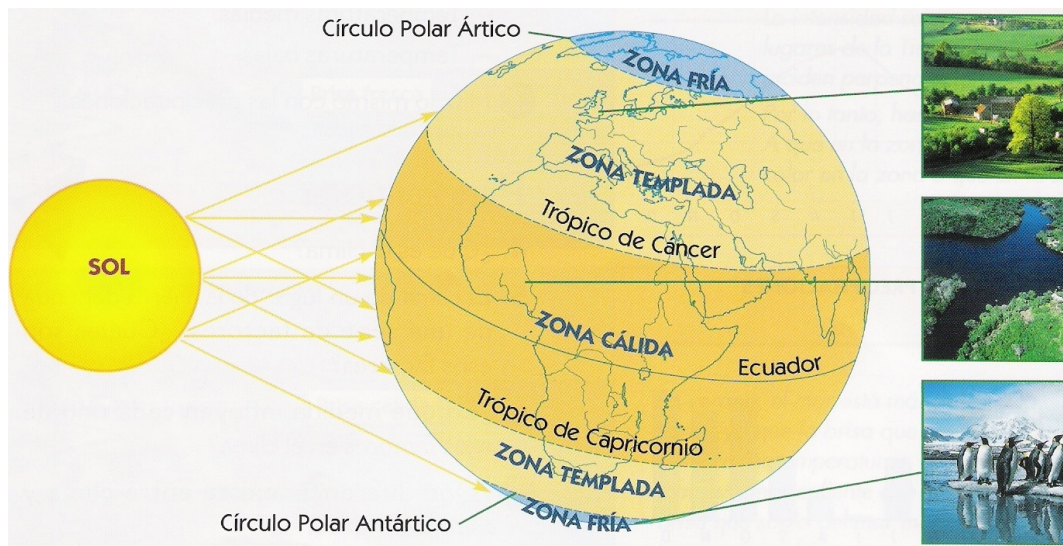 Círculo Polar Ártico
ZONA FRÍA
ZONA TEMPLADA
Trópico de Cáncer
SOL
ZONA CÁLIDA
Ecuador
Trópico de Capricornio
ZONA TEMPLADA
Círculo Polar Antártico
ZONA FRÍA